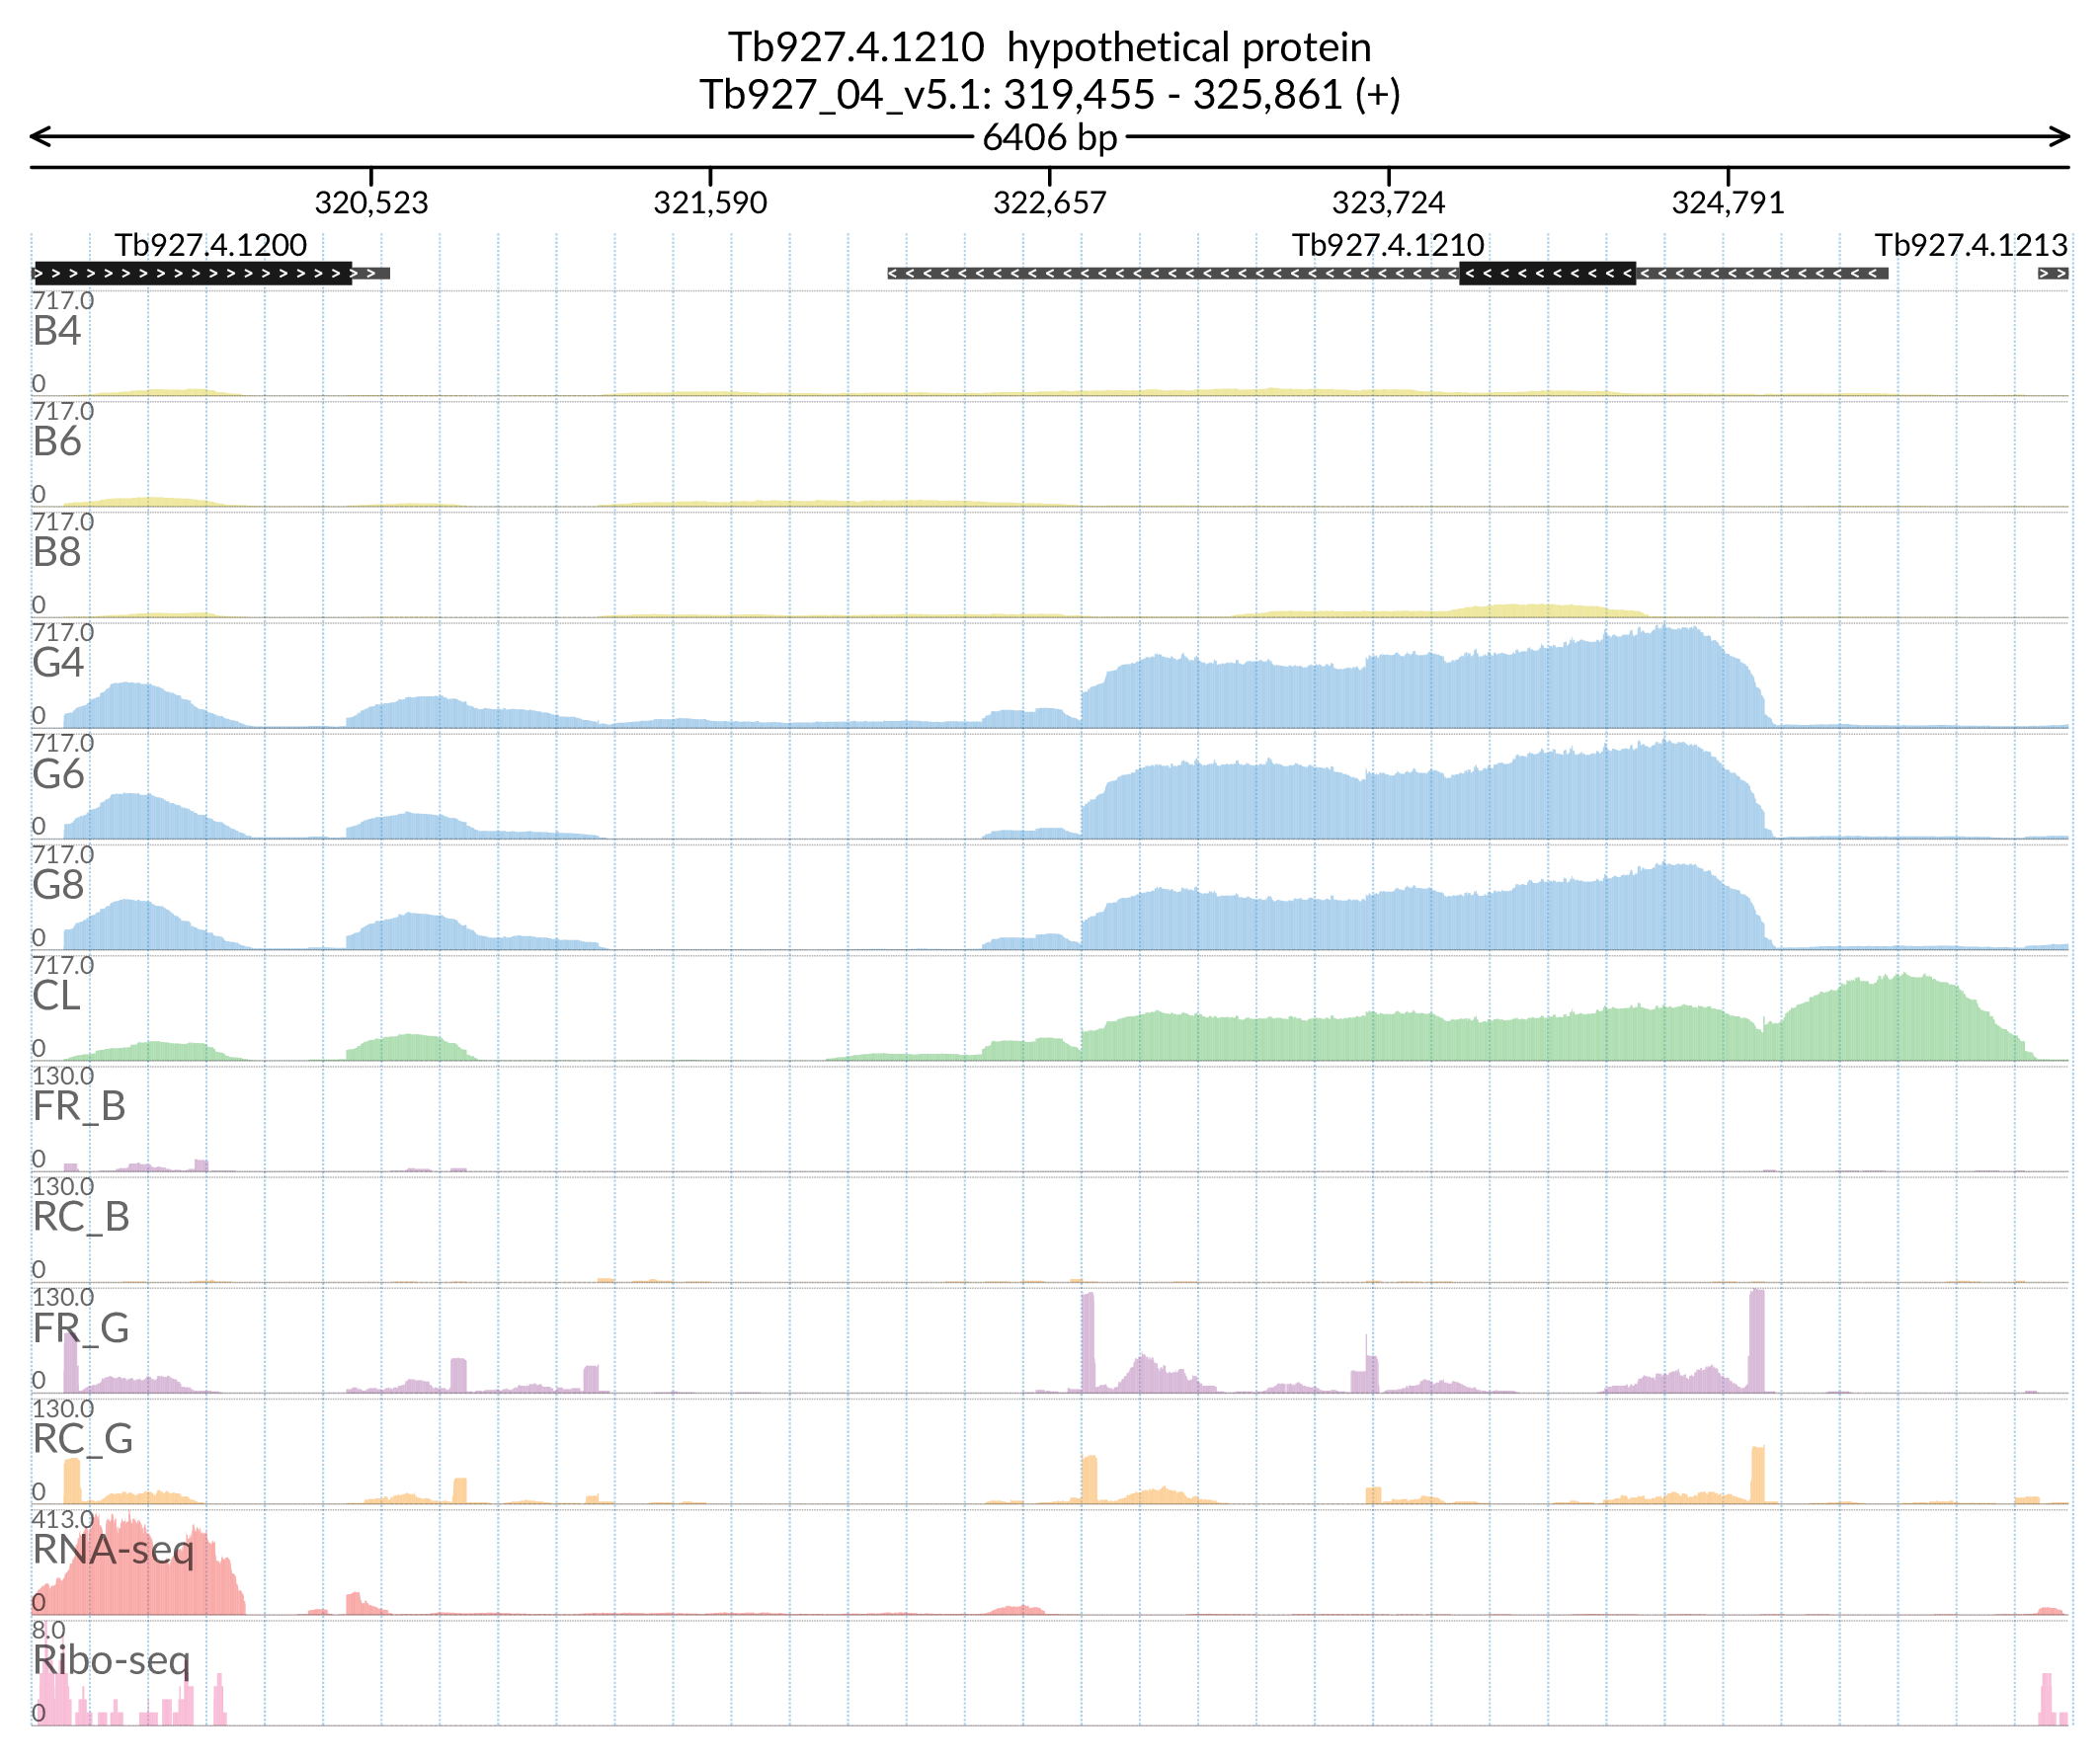 Tb927.4.1210 hypothetical protein
Tb927_04_v5.1: 319,455 - 325,861 (+)
6406 bp
320,523 321,590 322,657 323,724 324,791
Tb927.4.1200 Tb927.4.1210 Tb927.4.1213
717.0
B4
0
717.0
B6
0
717.0
B8
0
717.0
G4
0
717.0
G6
0
717.0
G8
0
717.0
CL
0
130.0
FR_B
0
130.0
RC_B
0
130.0
FR_G
0
130.0
RC_G
0
413.0
RNA-seq
0
8.0
Ribo-seq
0